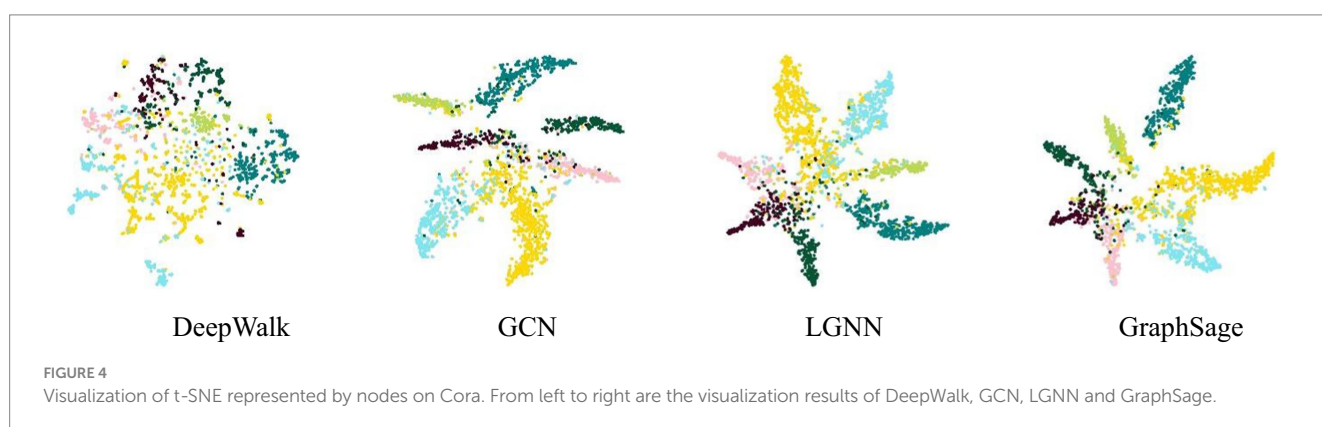 DeepWalk GCN LGNN GraphSage
FIGURE 4
Visualization of t-SNE represented by nodes on Cora. From left to right are the visualization results of DeepWalk, GCN, LGNN and GraphSage.